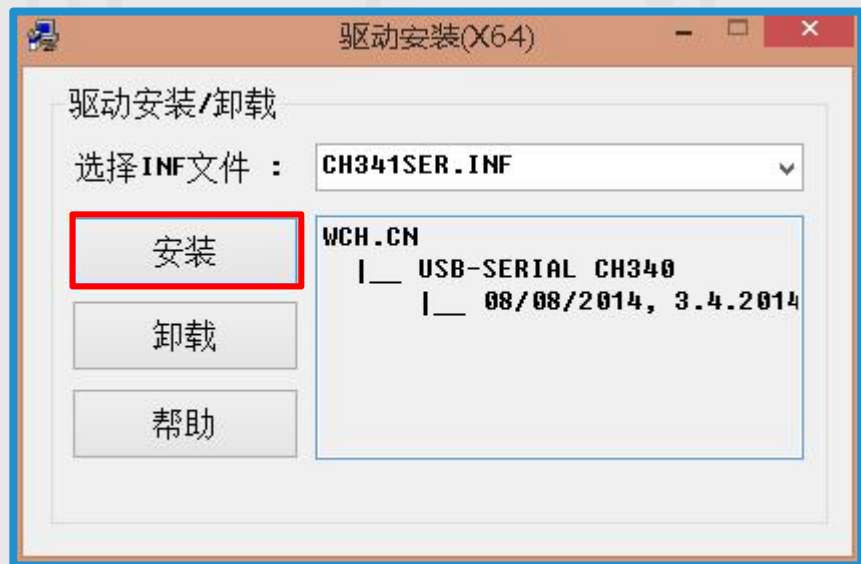 驱动安装(X64)
驱动安装/卸载
选择INF文件 : CH341SER.INF
安装
卸载
帮助
WCH.CN
|__ USB-SERIAL CH340
|__ 08/08/2014, 3.4.2014